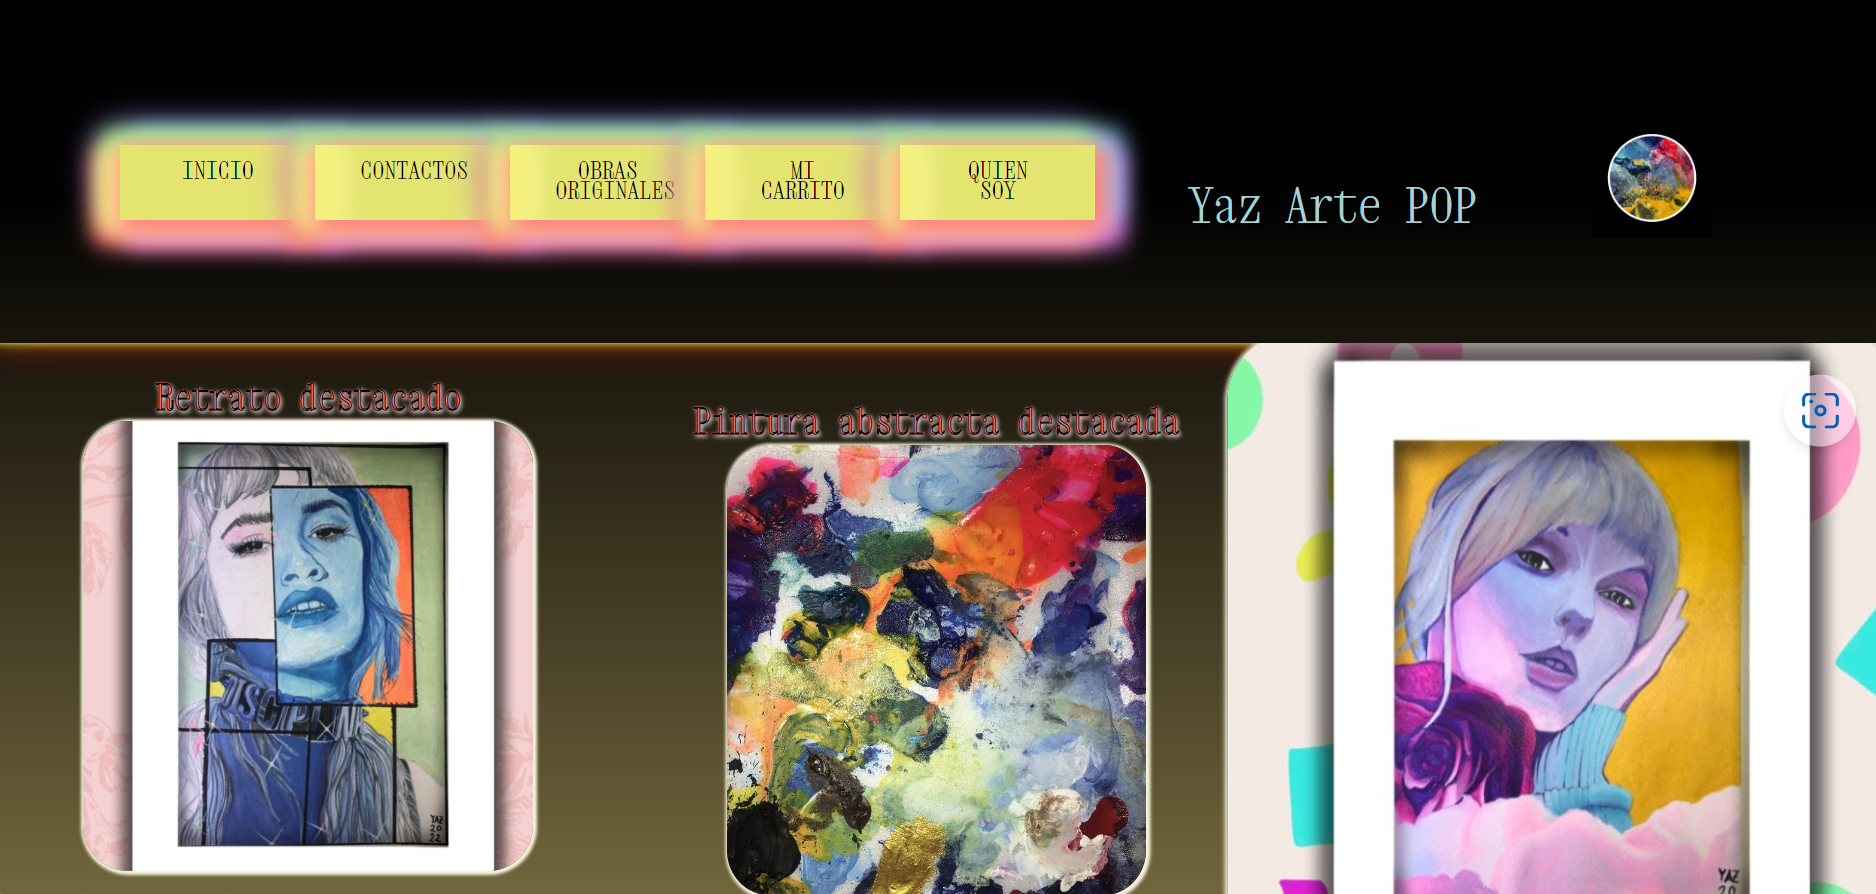 INICIO
CONTACTOS
OBRAS
ORIGINALES
MI
CARRITO
QUIEN
SOY
Yaz Arte POP
Retrato destacado
Pintura abstracta destacada
YAZ
20
22
YAZ
20